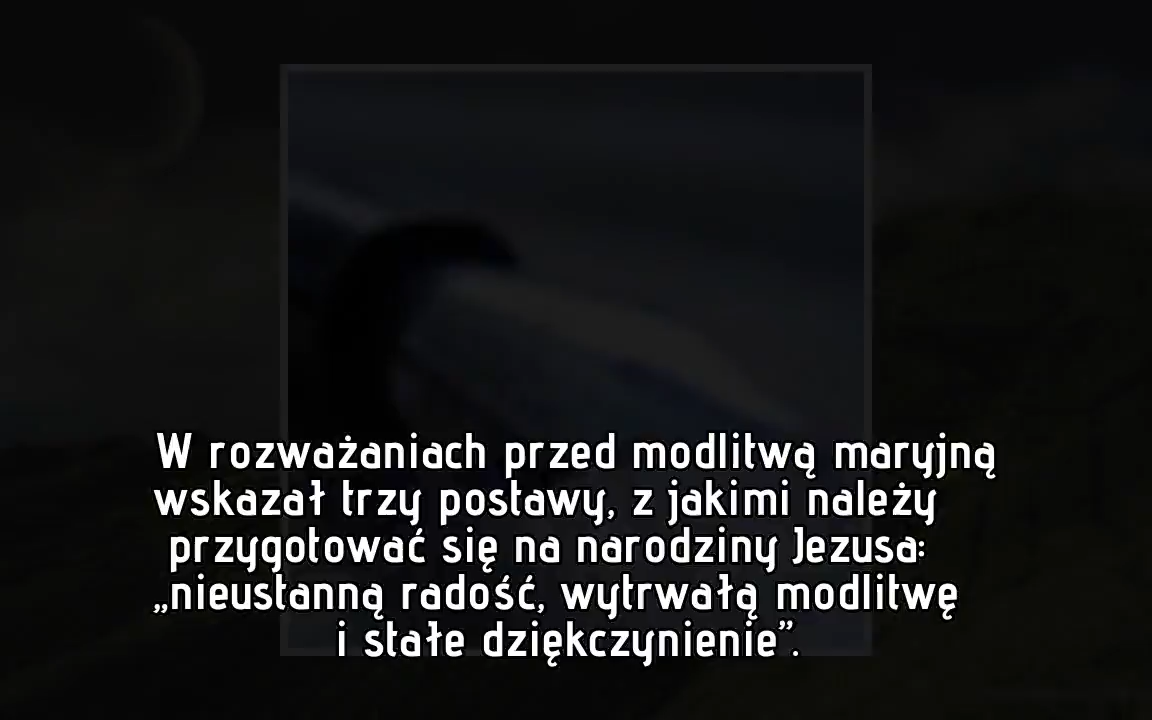 W rozważaniach przed modlitwą maryjną
wskazał trzy postawy, z jakimi należy
przygotować się na narodziny Jezusa:
„nieustanną radość, wytrwałą modlitwę
i stałe dziękczynienie”.